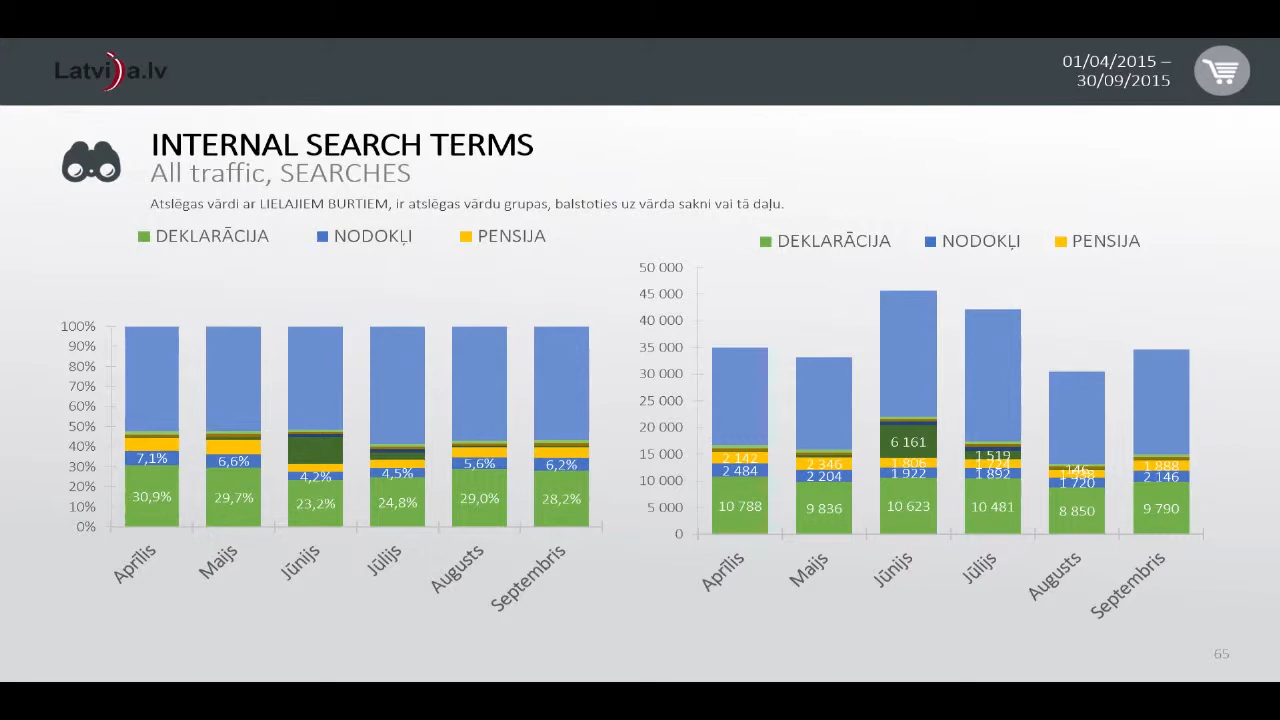 Latvija.lv
01/04/2015 –
30/09/2015
INTERNAL SEARCH TERMS
All traffic, SEARCHES
Atslēgas vārdi ar LIELAJIEM BURTIEM, ir atslēgas vārdu grupas, balstoties uz vārda sakni vai tā daļu.
DEKLARĀCIJA NODOKĻI PENSIJA
100%
90%
80%
70%
60%
50%
40%
30%
20%
10%
0%
7,1% 6,6% 4,2% 4,5% 5,6% 6,2%
30,9% 29,7% 23,2% 24,8% 29,0% 28,2%
Aprīlis Maijs Jūnijs Jūlijs Augusts Septembris
DEKLARĀCIJA NODOKĻI PENSIJA
50 000
45 000
40 000
35 000
30 000
25 000
20 000
15 000
10 000
5 000
0
6 161 1 519 146
2 142 2 346 1 806 1 724 1 888
2 484 2 204 1 922 1 892 1 720 2 146
10 788 9 836 10 623 10 481 8 850 9 790
Aprīlis Maijs Jūnijs Jūlijs Augusts Septembris
65